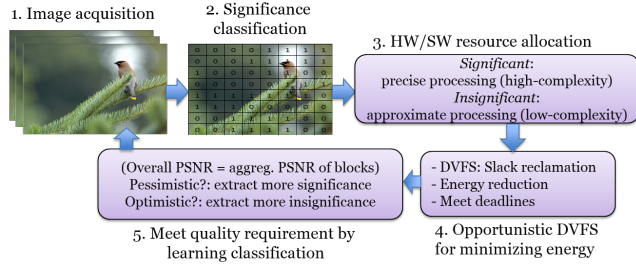 1. Image acquisition
2. Significance
classification
3. HW/SW resource allocation
Significant:
precise processing (high-complexity)
Insignificant:
approximate processing (low-complexity)
- DVFS: Slack reclamation
- Energy reduction
- Meet deadlines
4. Opportunistic DVFS
for minimizing energy
(Overall PSNR = aggreg. PSNR of blocks)
Pessimistic?: extract more significance
Optimistic?: extract more insignificance
5. Meet quality requirement by
learning classification